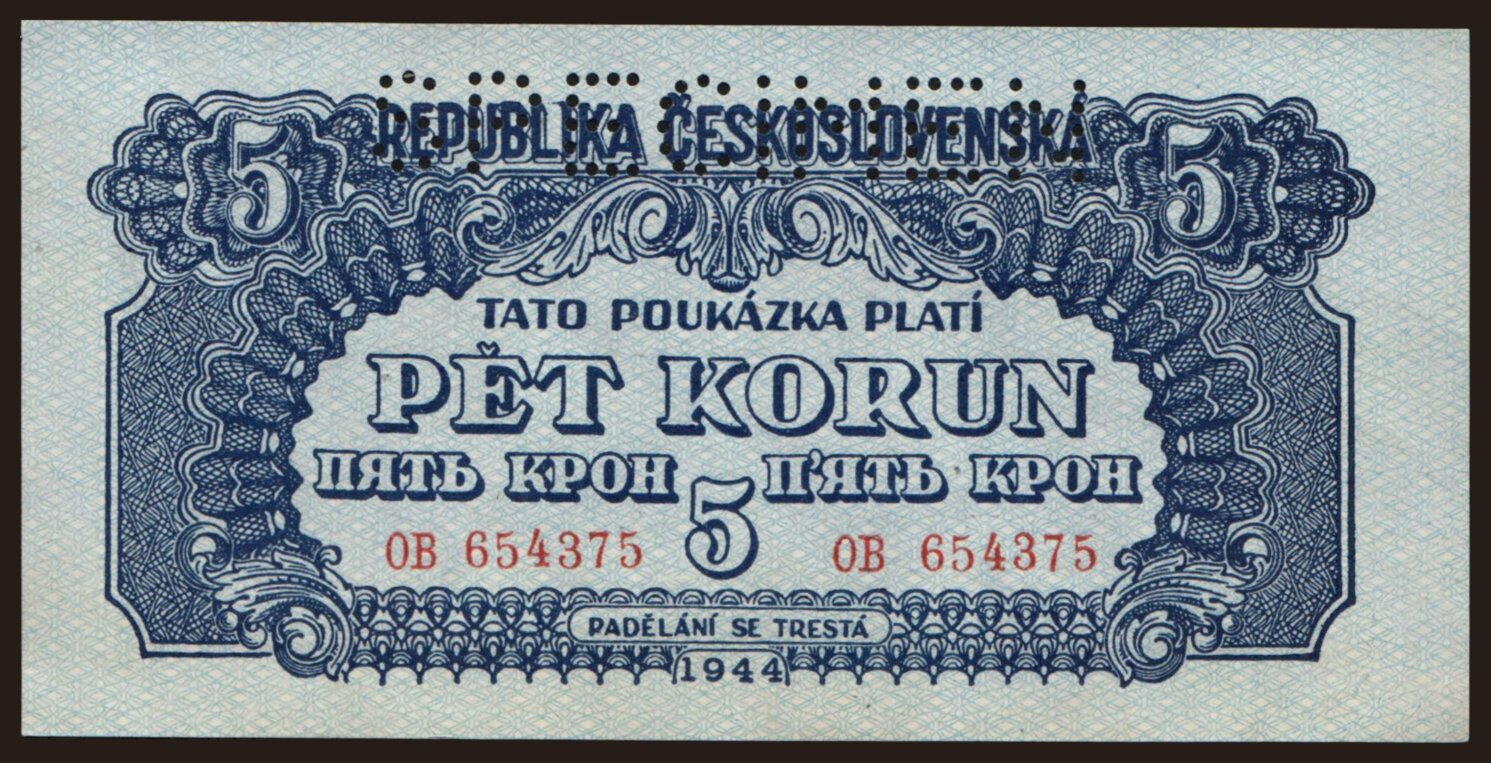 SPECIMEN
REPUBLIKA ČESKOSLOVENSKÁ
5 5
TATO POUKÁZKA PLATÍ
PĚT KORUN
ПЯТЬ КРОН 5 П'ЯТЬ КРОН
OB 654375 OB 654375
PADĚLÁNÍ SE TRESTÁ
1944